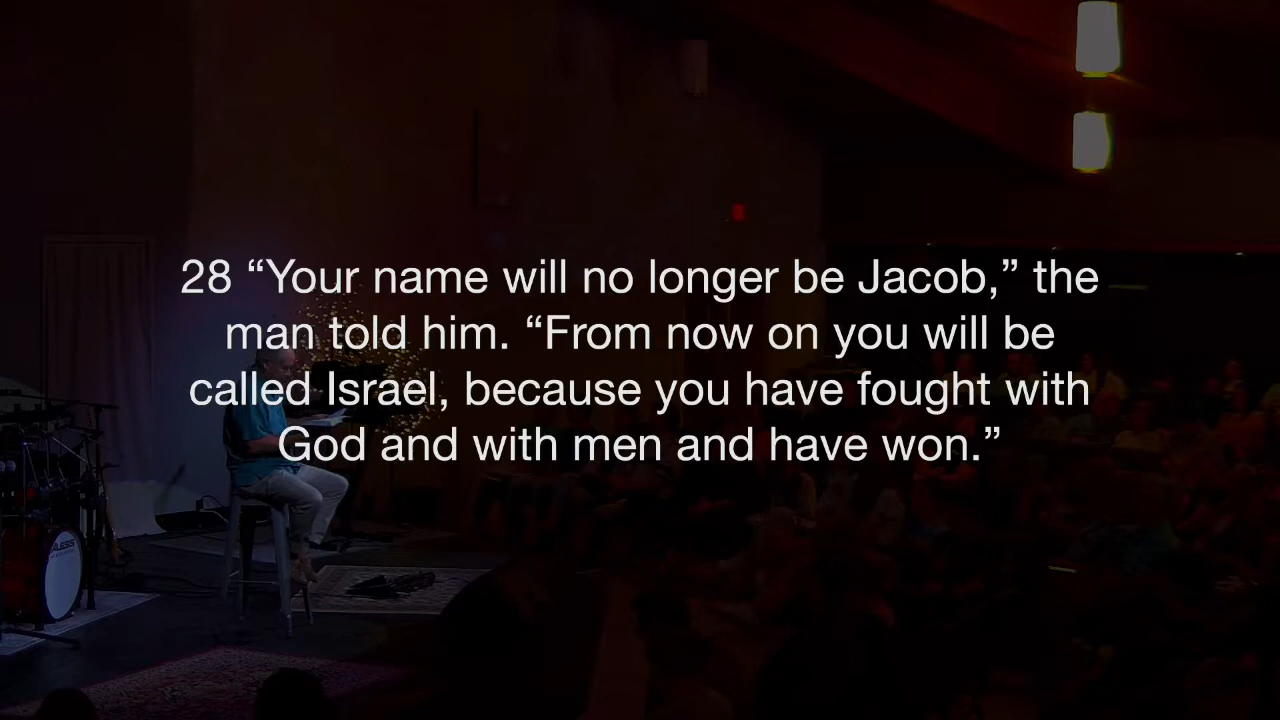 28 “Your name will no longer be Jacob,” the
man told him. “From now on you will be
called Israel, because you have fought with
God and with men and have won.”